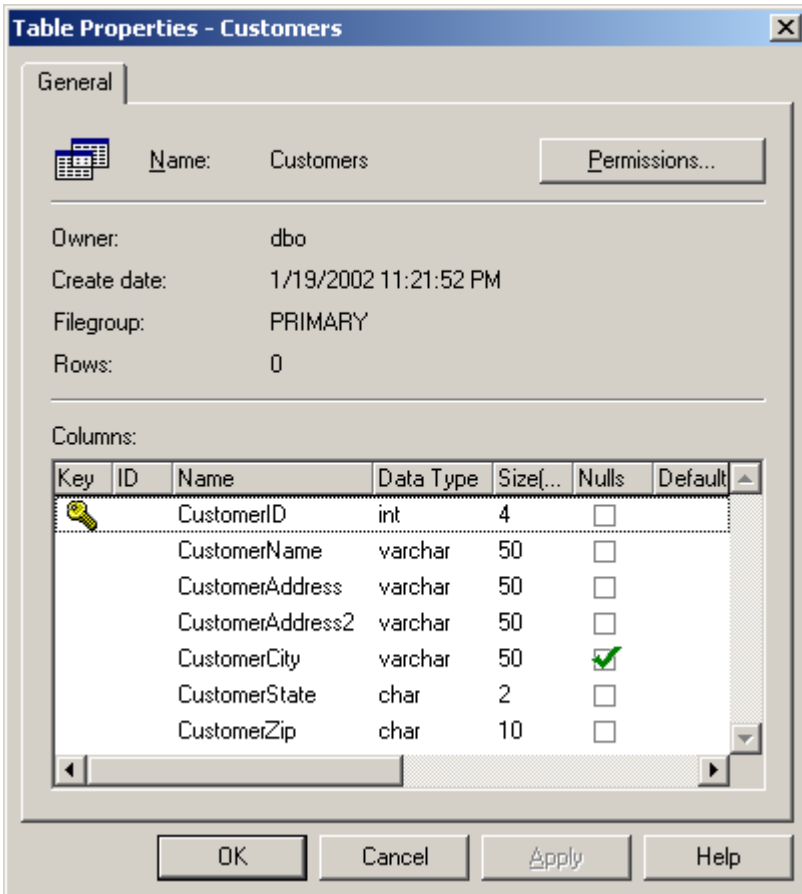 Table Properties - Customers
General
Name: Customers Permissions...
Owner: dbo
Create date: 1/19/2002 11:21:52 PM
Filegroup: PRIMARY
Rows: 0
Columns:
Key ID Name Data Type Size(... Nulls Default
CustomerID int 4
CustomerName varchar 50
CustomerAddress varchar 50
CustomerAddress2 varchar 50
CustomerCity varchar 50
CustomerState char 2
CustomerZip char 10
OK Cancel Apply Help